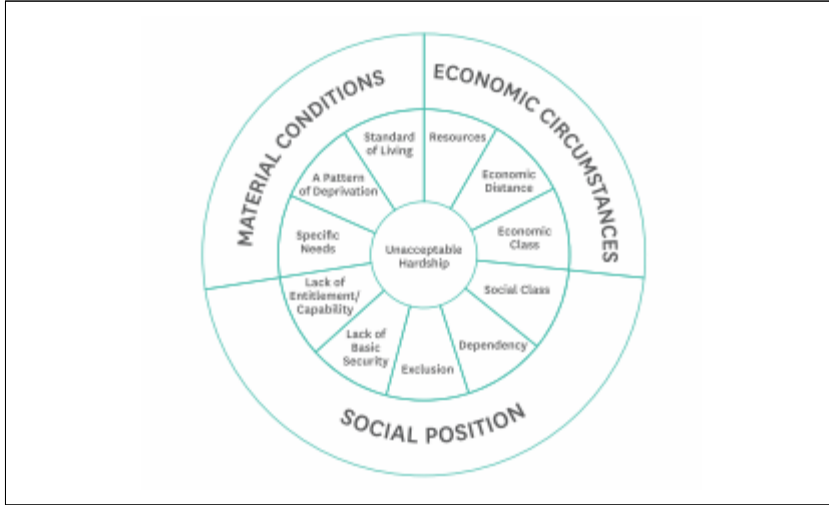 MATERIAL CONDITIONS
ECONOMIC CIRCUMSTANCES
Standard
of Living
Resources
A Pattern
of Deprivation
Economic
Distance
Specific
Needs
Unacceptable
Hardship
Economic
Class
Lack of
Entitlement/
Capability
Social Class
Lack of
Basic
Security
Exclusion
Dependency
SOCIAL POSITION